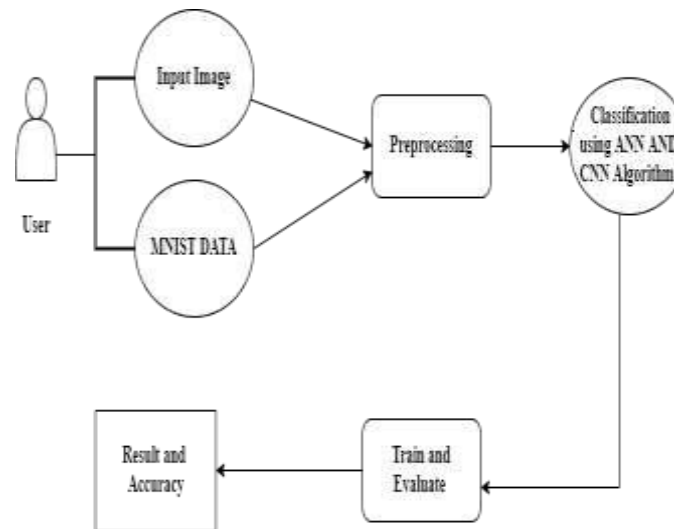 Input Image
User
MNIST DATA
Preprocessing
Classification
using ANN AND
CNN Algorithm
Train and
Evaluate
Result and
Accuracy